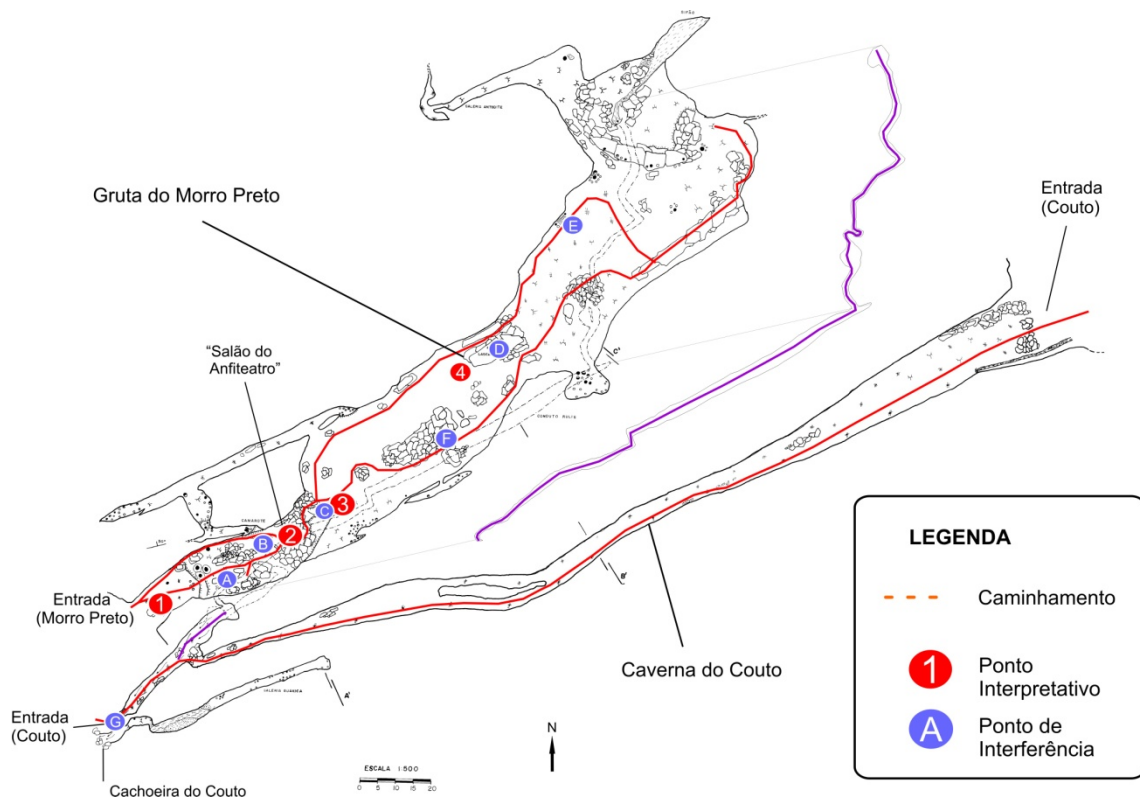 Gruta do Morro Preto
E
Entrada
(Couto)
"Salão do
Anfiteatro"
D
4
F
3
C
2
B
A
1
Entrada
(Morro Preto)
CONDUTO MOLTE
C'
B'
A'
Caverna do Couto
G
Entrada
(Couto)
Cachoeira do Couto
N
ESCALA 1:500
0 5 10 15 20
LEGENDA
Caminhamento
1
Ponto
Interpretativo
A
Ponto de
Interferência